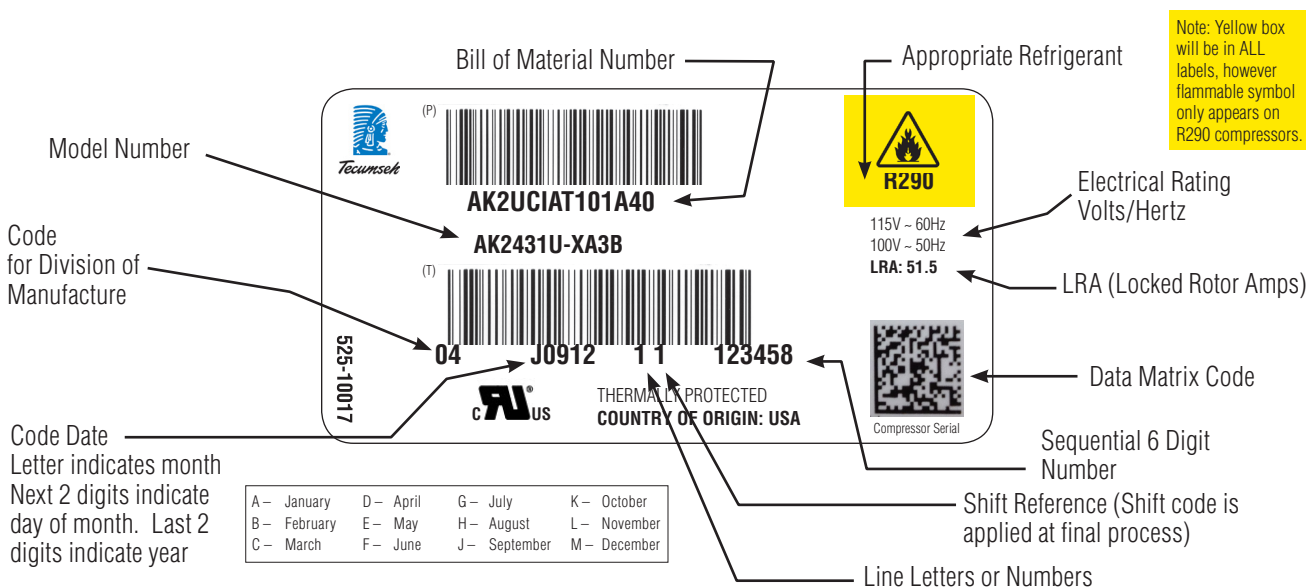 Note: Yellow box
will be in ALL
labels, however
flammable symbol
only appears on
R290 compressors.
Bill of Material Number
Appropriate Refrigerant
Model Number
Code
for Division of
Manufacture
Code Date
Letter indicates month
Next 2 digits indicate
day of month. Last 2
digits indicate year
Tecumseh
(P)
AK2UCIAT101A40
AK2431U-XA3B
(T)
04 J0912 1 1 123458
525-10017
C RU ® US
THERMALLY PROTECTED
COUNTRY OF ORIGIN: USA
R290
115V ~ 60Hz
100V ~ 50Hz
LRA: 51.5
Compressor Serial
Electrical Rating
Volts/Hertz
LRA (Locked Rotor Amps)
Data Matrix Code
Sequential 6 Digit
Number
Shift Reference (Shift code is
applied at final process)
Line Letters or Numbers
A – January D – April G – July K – October
B – February E – May H – August L – November
C – March F – June J – September M – December